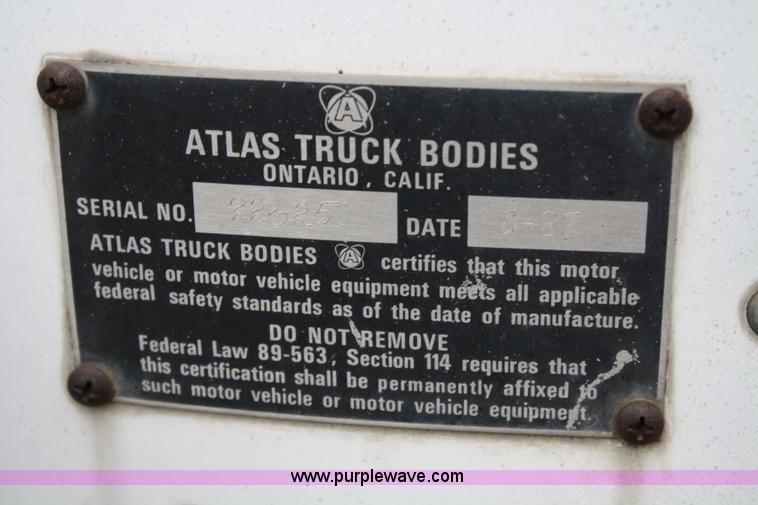 A
ATLAS TRUCK BODIES
ONTARIO, CALIF.
SERIAL NO. 22625 DATE 8-87
ATLAS TRUCK BODIES A certifies that this motor
vehicle or motor vehicle equipment meets all applicable
federal safety standards as of the date of manufacture.
DO NOT REMOVE
Federal Law 89-563, Section 114 requires that
this certification shall be permanently affixed to
such motor vehicle or motor vehicle equipment
www.purplewave.com